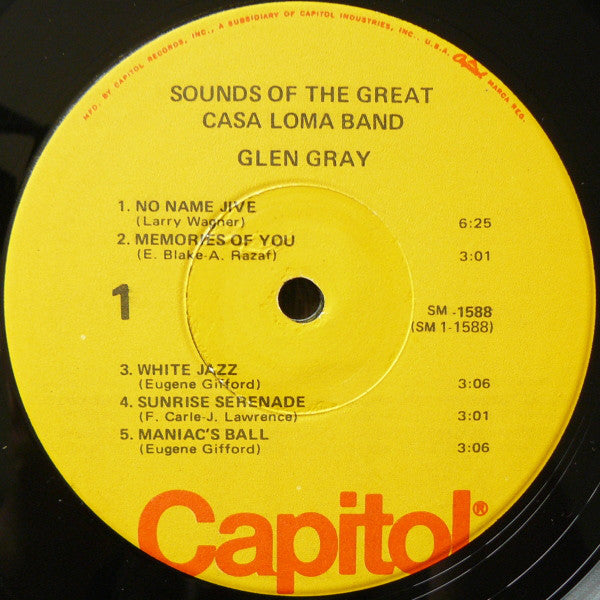 MFD. BY CAPITOL RECORDS, INC., A SUBSIDIARY OF CAPITOL INDUSTRIES, INC., U.S.A. MARCA REG.
SOUNDS OF THE GREAT
CASA LOMA BAND
GLEN GRAY
1. NO NAME JIVE
(Larry Wagner) 6:25
2. MEMORIES OF YOU
(E. Blake-A. Razaf) 3:01
1
SM -1588
(SM 1-1588)
3. WHITE JAZZ
(Eugene Gifford) 3:06
4. SUNRISE SERENADE
(F. Carle-J. Lawrence) 3:01
5. MANIAC'S BALL
(Eugene Gifford) 3:06
Capitol®